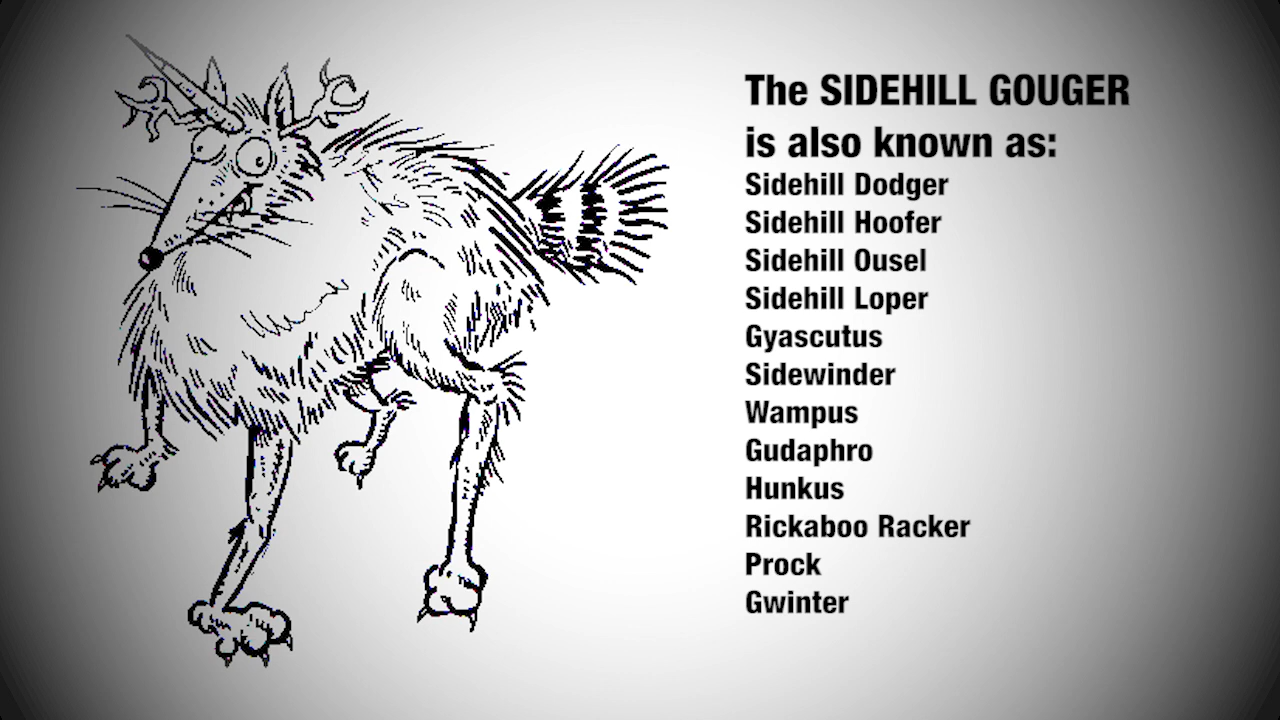 The SIDEHILL GOUGER
is also known as:
Sidehill Dodger
Sidehill Hoofer
Sidehill Ousel
Sidehill Loper
Gyascutus
Sidewinder
Wampus
Gudaphro
Hunkus
Rickaboo Racker
Prock
Gwinter